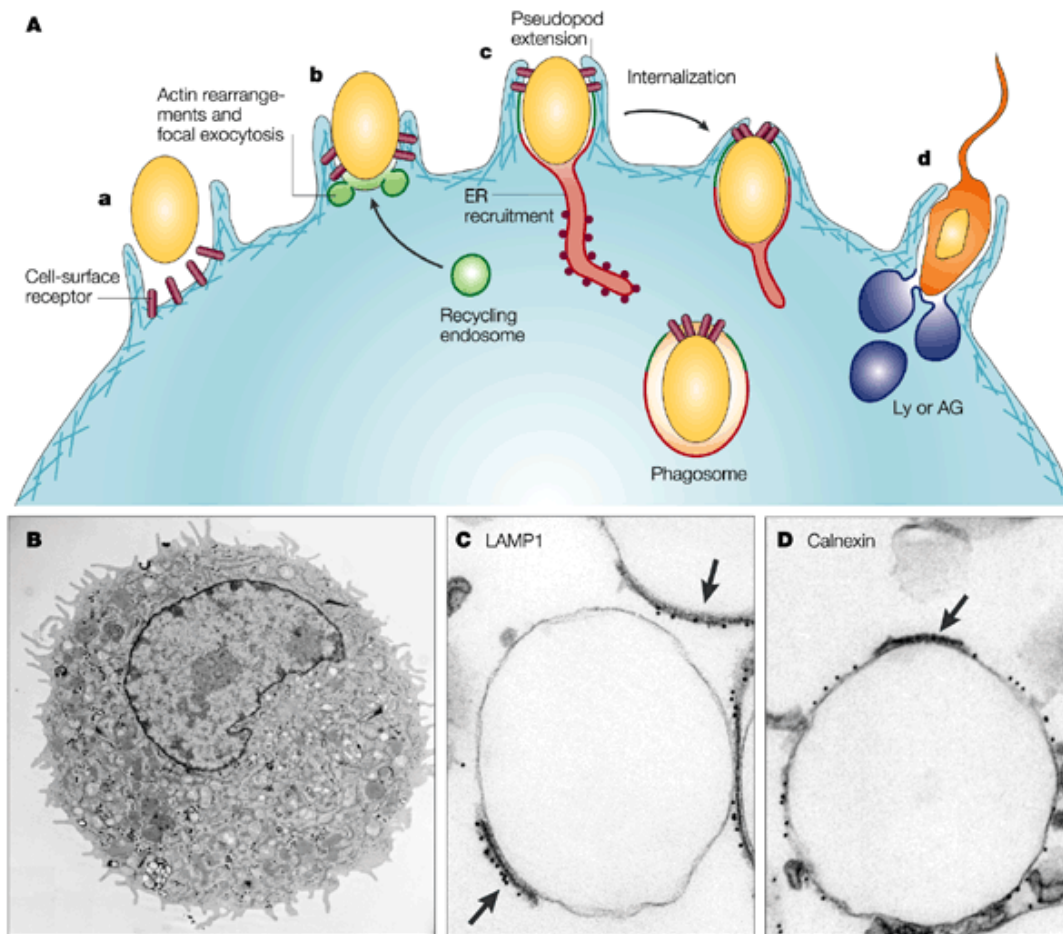 A
a
Cell-surface
receptor
b
Actin rearrange-
ments and
focal exocytosis
Recycling
endosome
c
Pseudopod
extension
ER
recruitment
Internalization
Phagosome
d
Ly or AG
B
C LAMP1
D Calnexin